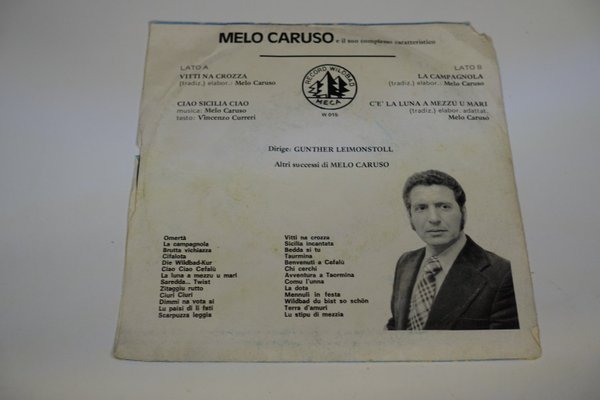 MELO CARUSO e il suo complesso caratteristico
LATO A
VITTI NA CROZZA
(tradiz.) elabor.: Melo Caruso
CIAO SICILIA CIAO
musica: Melo Caruso
testo: Vincenzo Curreri
RECORD WILDBAD
MECA
W 015
LATO B
LA CAMPAGNOLA
(tradiz.) elabor.: Melo Caruso
C'E' LA LUNA A MEZZU U MARI
(tradiz.) elabor. adattat.
Melo Caruso
Dirige: GUNTHER LEIMONSTOLL
Altri successi di MELO CARUSO
Omertà
La campagnola
Brutta vichiazza
Cifalota
Die Wildbad-Kur
Ciao Ciao Cefalù
La luna a mezzu u mari
Saredda... Twist
Zitaggiu rutto
Ciuri Ciuri
Dimmi na vota si
Lu paisi di li fati
Scarpuzza leggia
Vitti na crozza
Sicilia incantata
Bedda si tu
Taurmina
Benvenuti a Cefalù
Chi cerchi
Avventura a Taormina
Comu l'unna
La dota
Mennuli in festa
Wildbad du bist so schön
Terra d'amuri
Lu stipu di mezzia